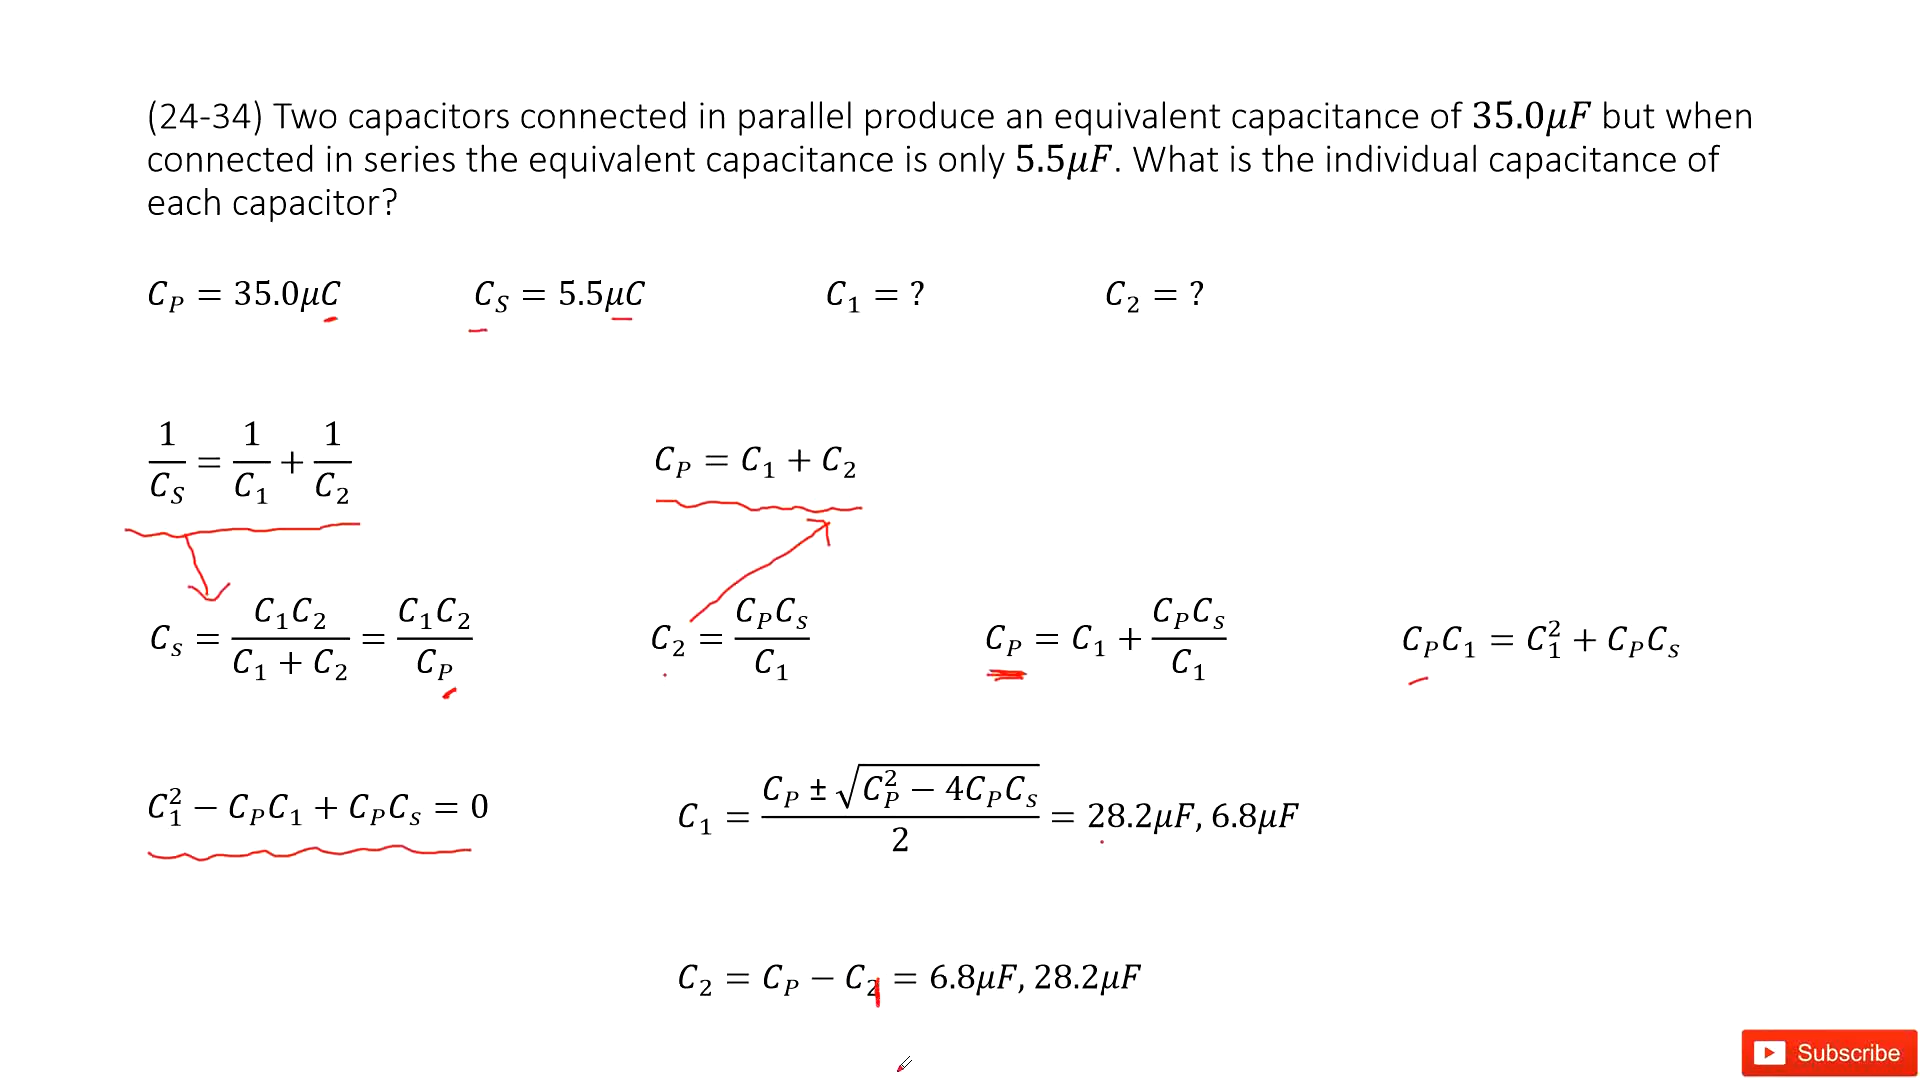 (24-34) Two capacitors connected in parallel produce an equivalent capacitance of 35.0μF but when
connected in series the equivalent capacitance is only 5.5μF. What is the individual capacitance of
each capacitor?
C_P = 35.0μC C_S = 5.5μC C_1 = ? C_2 = ?
1/C_S = 1/C_1 + 1/C_2 C_P = C_1 + C_2
C_s = C_1C_2/(C_1 + C_2) = C_1C_2/C_P C_2 = C_PC_s/C_1 C_P = C_1 + C_PC_s/C_1 C_PC_1 = C_1^2 + C_PC_s
C_1^2 − C_PC_1 + C_PC_s = 0 C_1 = (C_P ± √(C_P^2 − 4C_PC_s))/2 = 28.2μF, 6.8μF
C_2 = C_P − C_1 = 6.8μF, 28.2μF
Subscribe